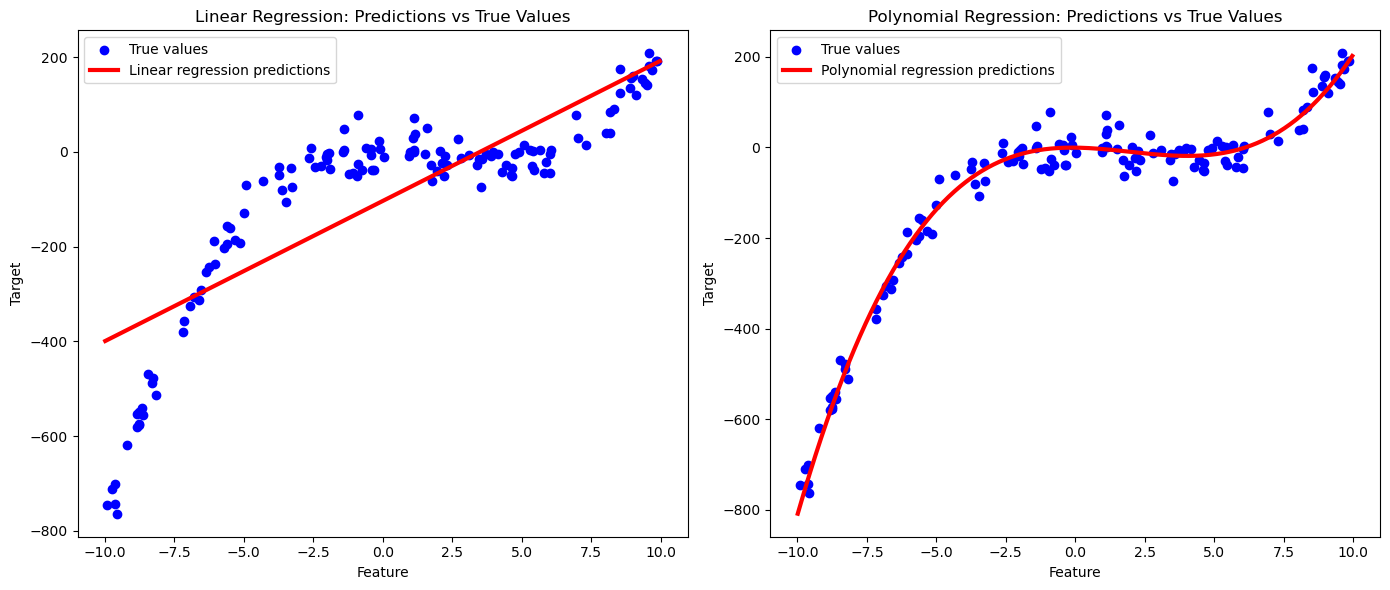 Linear Regression: Predictions vs True Values
True values
Linear regression predictions
200
0
−200
−400
−600
−800
Target
−10.0 −7.5 −5.0 −2.5 0.0 2.5 5.0 7.5 10.0
Feature
Polynomial Regression: Predictions vs True Values
True values
Polynomial regression predictions
200
0
−200
−400
−600
−800
Target
−10.0 −7.5 −5.0 −2.5 0.0 2.5 5.0 7.5 10.0
Feature